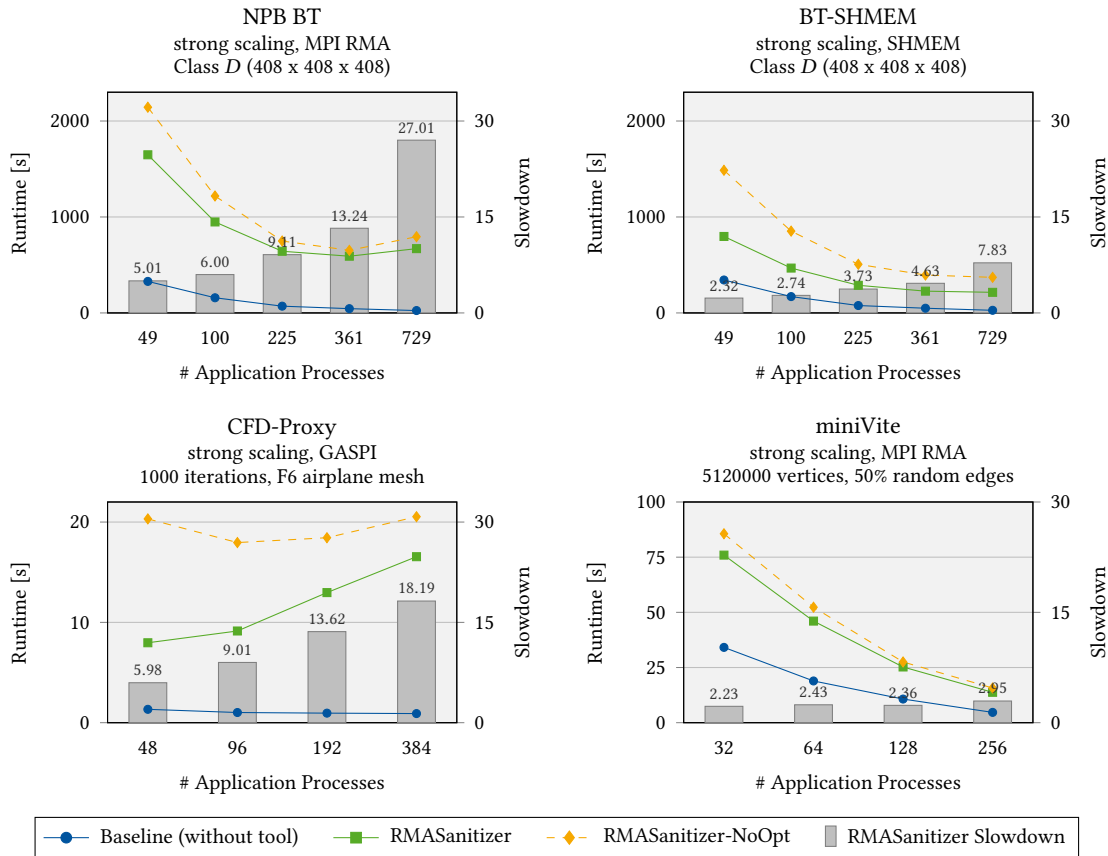 NPB BT
strong scaling, MPI RMA
Class D (408 x 408 x 408)
Runtime [s]
2000
1000
0
5.01
6.00
9.11
13.24
27.01
30
15
0
Slowdown
49 100 225 361 729
# Application Processes
BT-SHMEM
strong scaling, SHMEM
Class D (408 x 408 x 408)
Runtime [s]
2000
1000
0
2.32
2.74
3.73
4.63
7.83
30
15
0
Slowdown
49 100 225 361 729
# Application Processes
CFD-Proxy
strong scaling, GASPI
1000 iterations, F6 airplane mesh
Runtime [s]
20
10
0
5.98
9.01
13.62
18.19
30
15
0
Slowdown
48 96 192 384
# Application Processes
miniVite
strong scaling, MPI RMA
5120000 vertices, 50% random edges
Runtime [s]
100
75
50
25
0
2.23
2.43
2.36
2.95
30
15
0
Slowdown
32 64 128 256
# Application Processes
Baseline (without tool) RMASanitizer RMASanitizer-NoOpt RMASanitizer Slowdown